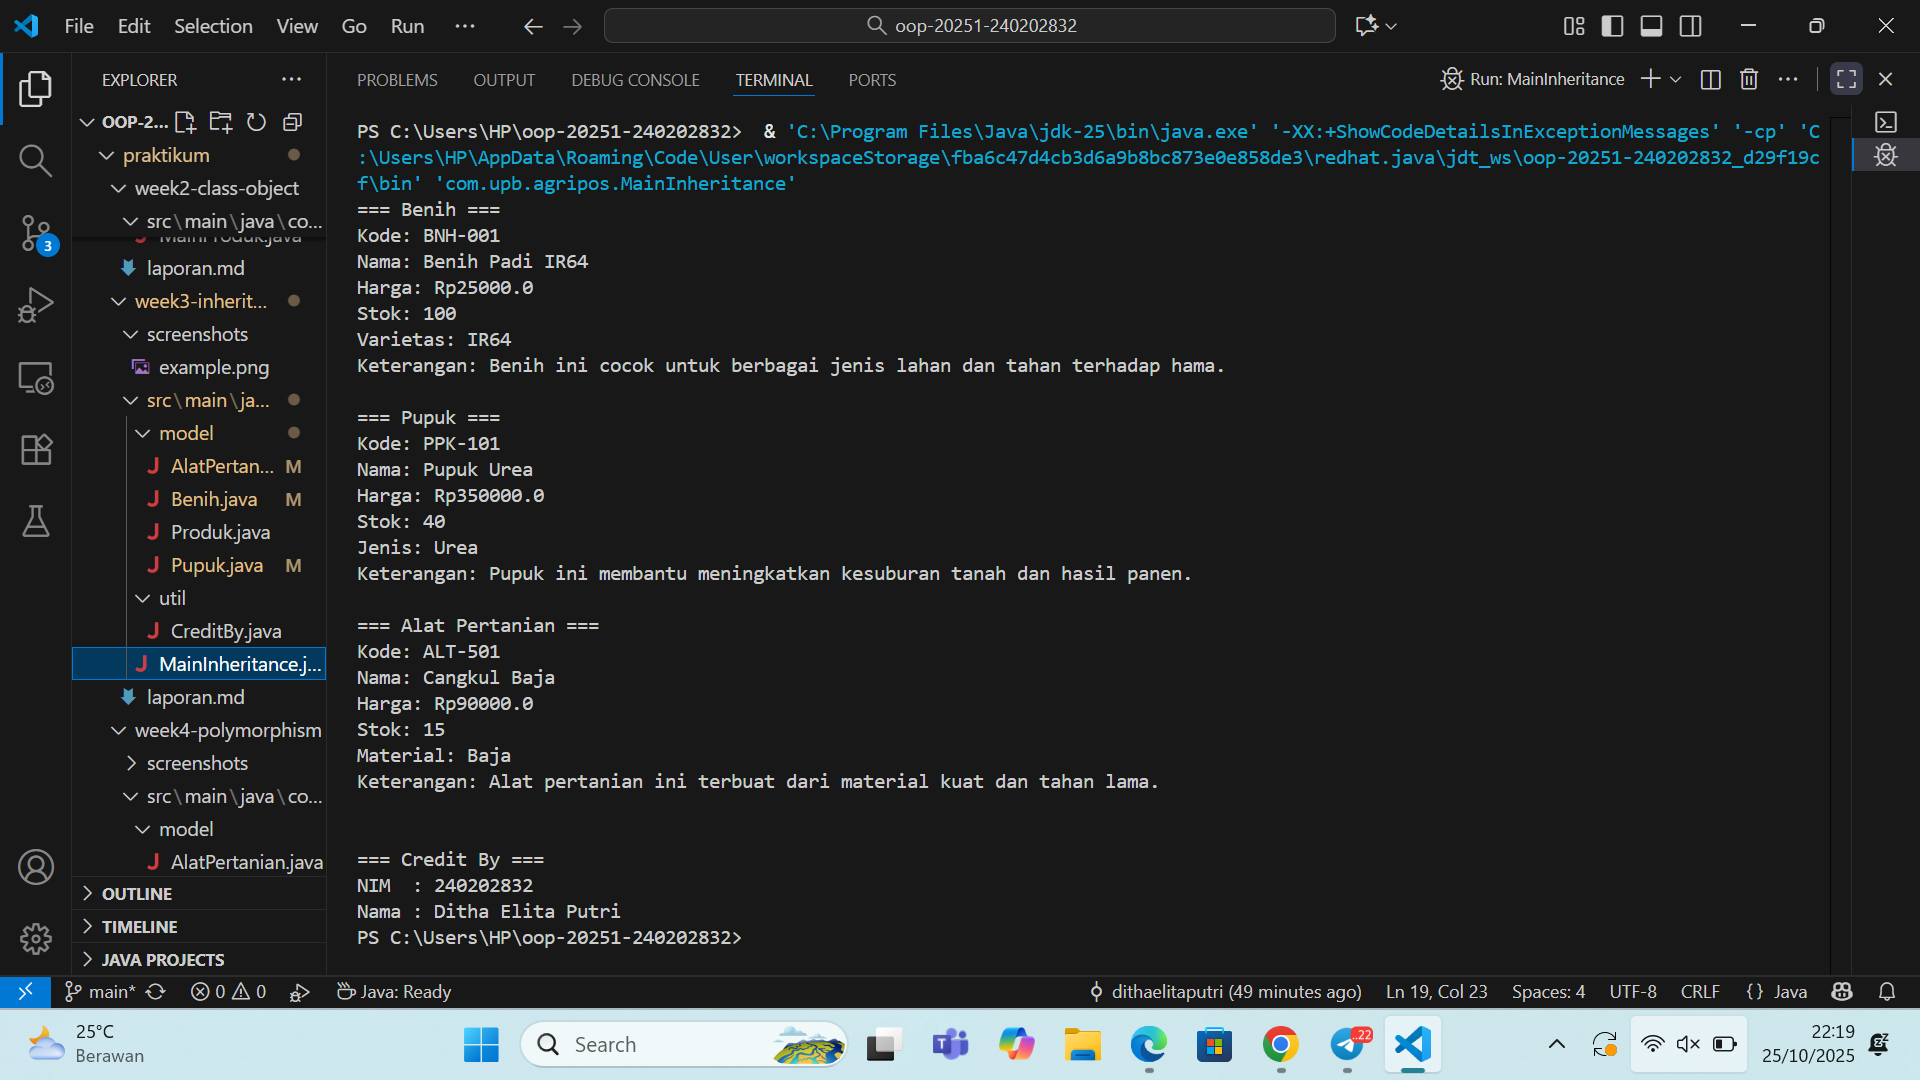 File Edit Selection View Go Run ···
oop-20251-240202832
EXPLORER
PROBLEMS OUTPUT DEBUG CONSOLE TERMINAL PORTS
Run: MainInheritance
OOP-2...
praktikum
week2-class-object
src\main\java\co...
MainProduk.java
laporan.md
week3-inherit...
screenshots
example.png
src\main\ja...
model
AlatPertan... M
Benih.java M
Produk.java
Pupuk.java M
util
CreditBy.java
MainInheritance.j...
laporan.md
week4-polymorphism
screenshots
src\main\java\co...
model
AlatPertanian.java
OUTLINE
TIMELINE
JAVA PROJECTS
3
PS C:\Users\HP\oop-20251-240202832>  & 'C:\Program Files\Java\jdk-25\bin\java.exe' '-XX:+ShowCodeDetailsInExceptionMessages' '-cp' 'C
:\Users\HP\AppData\Roaming\Code\User\workspaceStorage\fba6c47d4cb3d6a9b8bc873e0e858de3\redhat.java\jdt_ws\oop-20251-240202832_d29f19c
f\bin' 'com.upb.agripos.MainInheritance'
=== Benih ===
Kode: BNH-001
Nama: Benih Padi IR64
Harga: Rp25000.0
Stok: 100
Varietas: IR64
Keterangan: Benih ini cocok untuk berbagai jenis lahan dan tahan terhadap hama.
=== Pupuk ===
Kode: PPK-101
Nama: Pupuk Urea
Harga: Rp350000.0
Stok: 40
Jenis: Urea
Keterangan: Pupuk ini membantu meningkatkan kesuburan tanah dan hasil panen.
=== Alat Pertanian ===
Kode: ALT-501
Nama: Cangkul Baja
Harga: Rp90000.0
Stok: 15
Material: Baja
Keterangan: Alat pertanian ini terbuat dari material kuat dan tahan lama.
=== Credit By ===
NIM  : 240202832
Nama : Ditha Elita Putri
PS C:\Users\HP\oop-20251-240202832>
main* 0 0 Java: Ready
dithaelitaputri (49 minutes ago) Ln 19, Col 23 Spaces: 4 UTF-8 CRLF {} Java
25°C
Berawan
Search
..22
22:19
25/10/2025